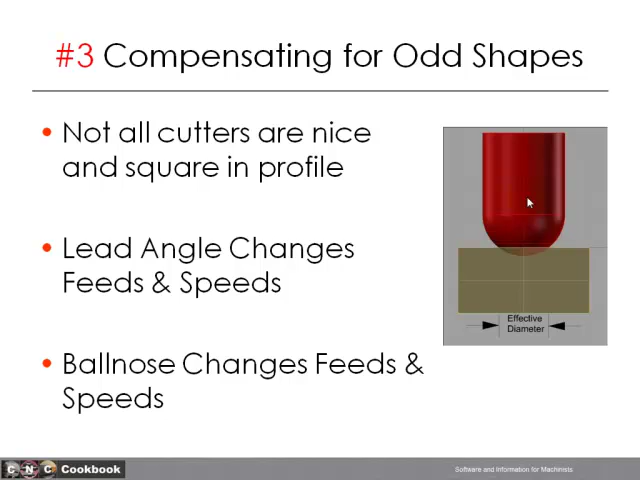 #3 Compensating for Odd Shapes
• Not all cutters are nice
and square in profile
• Lead Angle Changes
Feeds & Speeds
• Ballnose Changes Feeds &
Speeds
Effective
Diameter
CNC Cookbook
Software and Information for Machinists